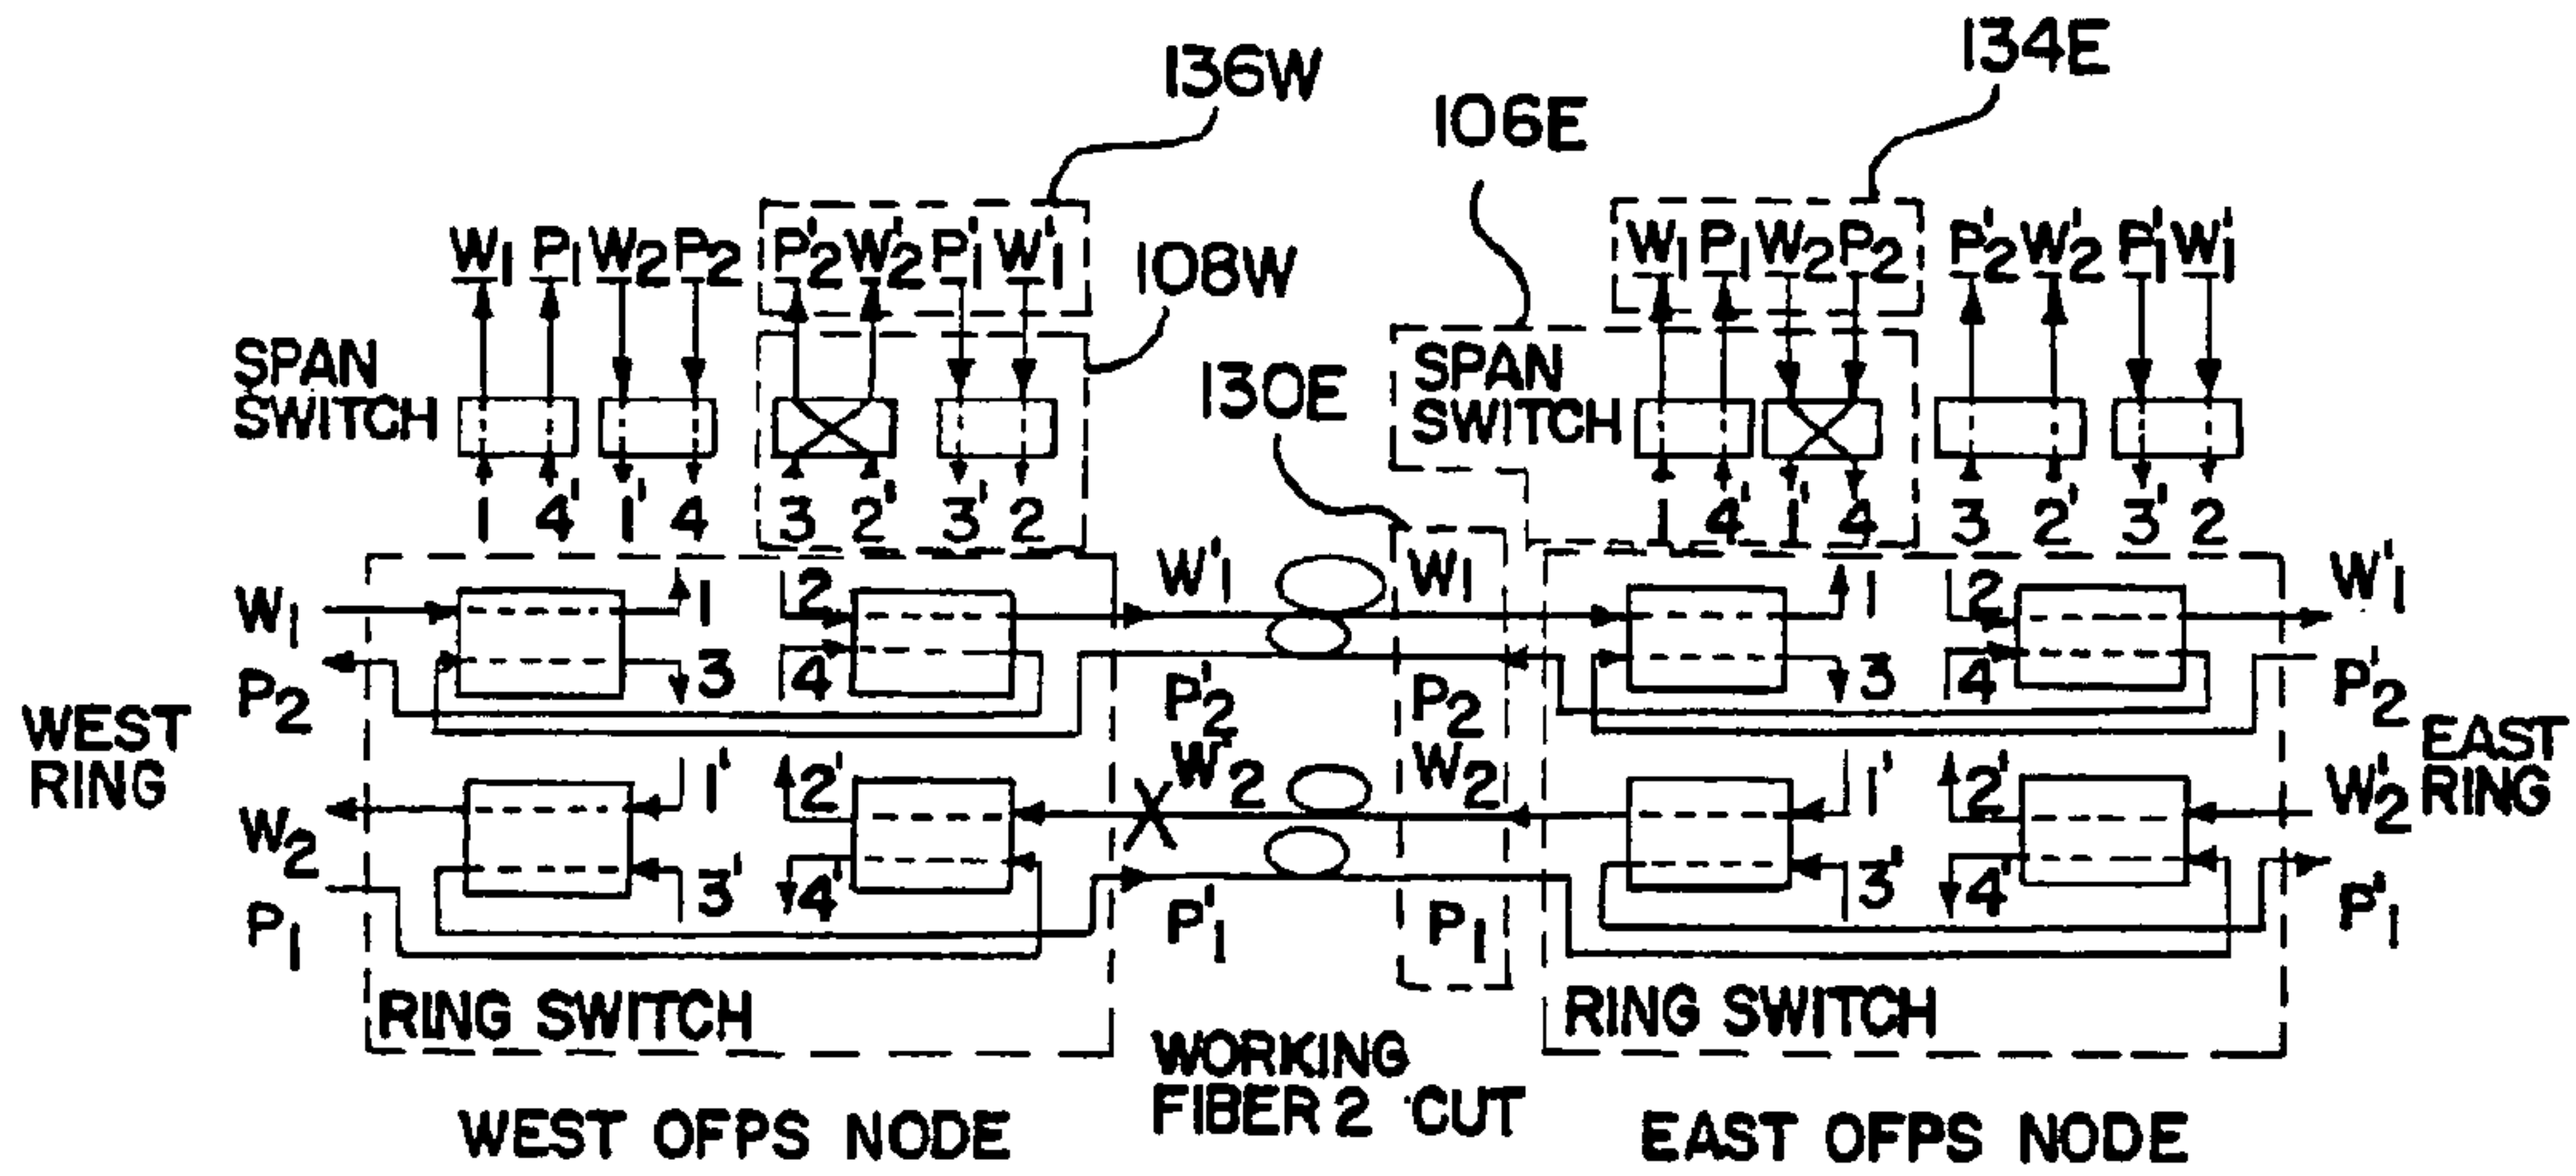 136W
134E
106E
W1 P1 W2 P2 P'2 W'2 P'1 W'1
W1 P1 W2 P2 P'2 W'2 P'1 W'1
108W
130E
SPAN
SWITCH
SPAN
SWITCH
1 4' 1' 4 3 2' 3' 2
1 4' 1' 4 3 2' 3' 2
W1 1 2 W'1 W1 1 2 W'1
P2 3 4 P'2 P2 3 4 P'2
WEST
RING
EAST
RING
W2 1' 2' W'2 W2 1' 2' W'2
P1 3' 4' P'1 P1 3' 4' P'1
RING SWITCH
RING SWITCH
WORKING
FIBER 2 CUT
WEST OFPS NODE
EAST OFPS NODE